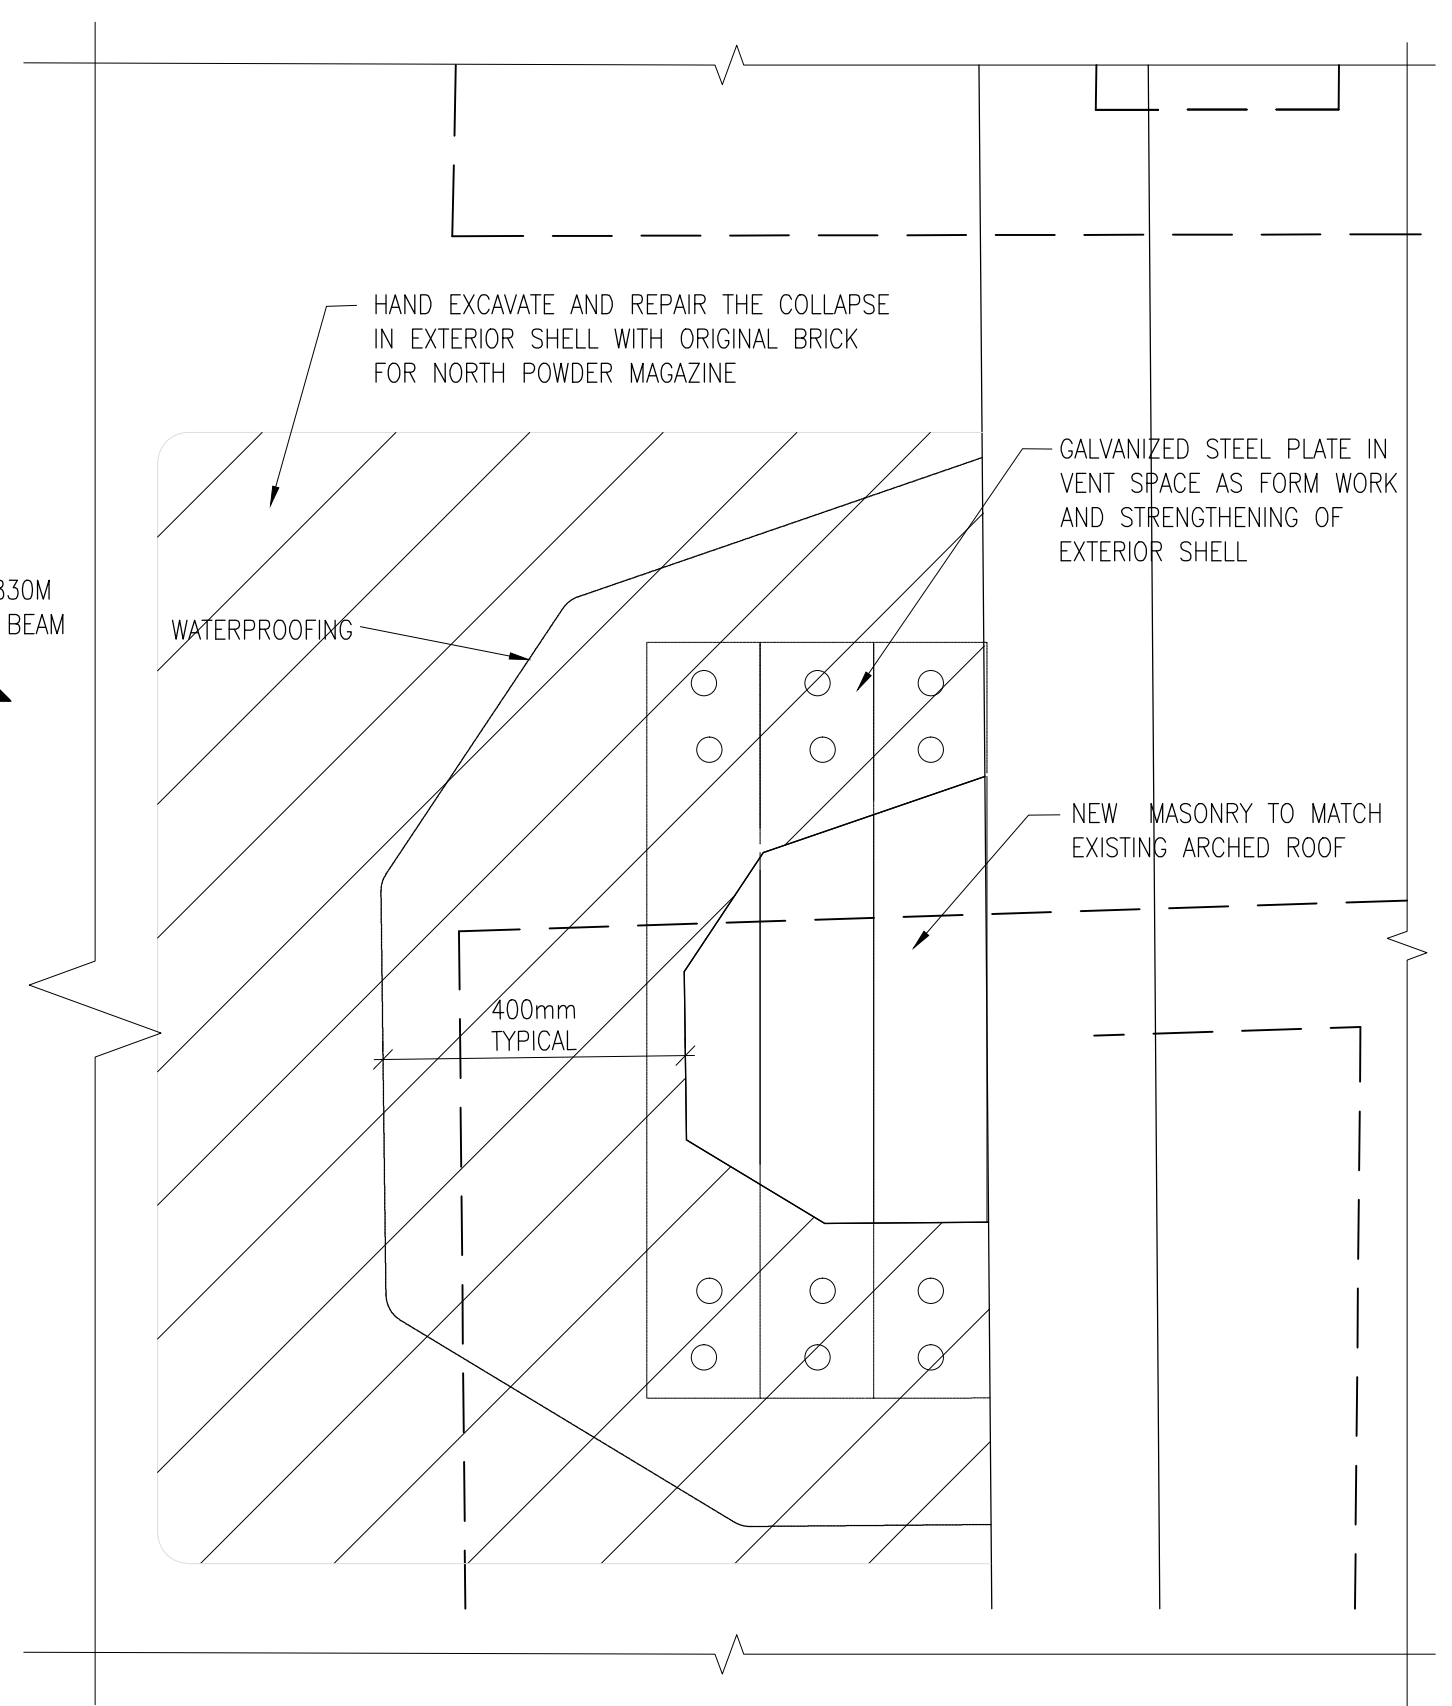 HAND EXCAVATE AND REPAIR THE COLLAPSE
IN EXTERIOR SHELL WITH ORIGINAL BRICK
FOR NORTH POWDER MAGAZINE
GALVANIZED STEEL PLATE IN
VENT SPACE AS FORM WORK
AND STRENGTHENING OF
EXTERIOR SHELL
830M
BEAM
WATERPROOFING
NEW MASONRY TO MATCH
EXISTING ARCHED ROOF
400mm
TYPICAL